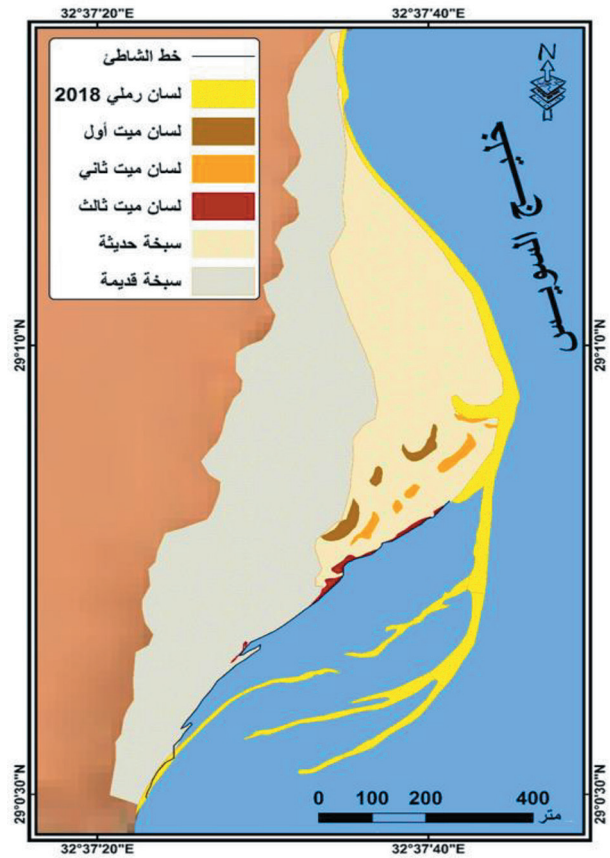 32°37'20"E 32°37'40"E
خط الشاطئ
لسان رملي 2018
لسان ميت أول
لسان ميت ثاني
لسان ميت ثالث
سبخة حديثة
سبخة قديمة
N
خليج السويس
29°1'0"N 29°1'0"N
29°0'30"N 29°0'30"N
0 100 200 400
متر
32°37'20"E 32°37'40"E